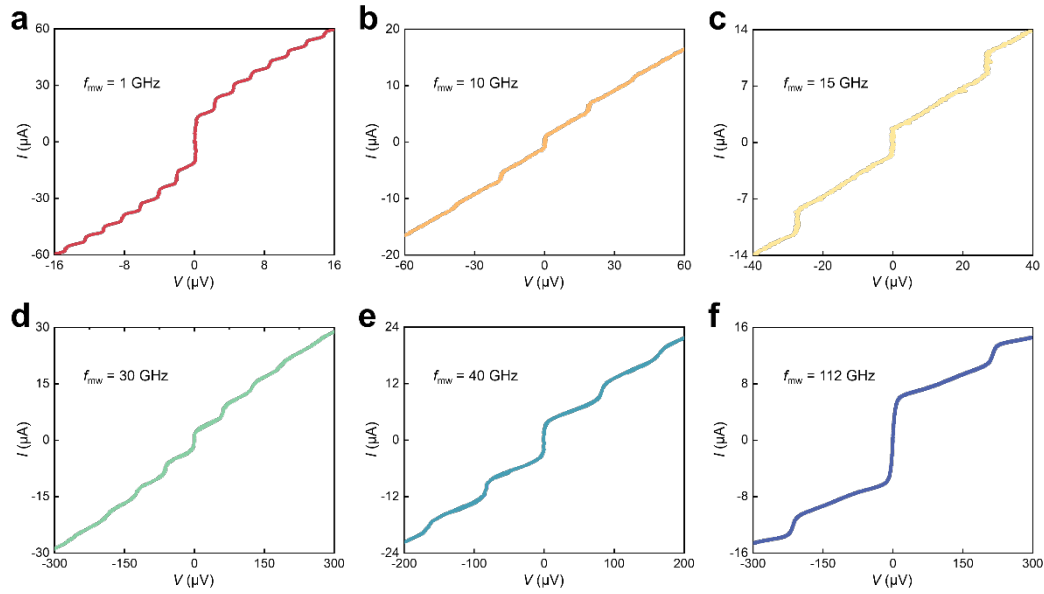 a
60
30
0
-30
-60
I (µA)
f_mw = 1 GHz
-16 -8 0 8 16
V (µV)
b
20
10
0
-10
-20
I (µA)
f_mw = 10 GHz
-60 -40 -20 0 20 40 60
V (µV)
c
14
7
0
-7
-14
I (µA)
f_mw = 15 GHz
-40 -20 0 20 40
V (µV)
d
30
15
0
-15
-30
I (µA)
f_mw = 30 GHz
-300 -150 0 150 300
V (µV)
e
24
12
0
-12
-24
I (µA)
f_mw = 40 GHz
-200 -100 0 100 200
V (µV)
f
16
8
0
-8
-16
I (µA)
f_mw = 112 GHz
-300 -150 0 150 300
V (µV)